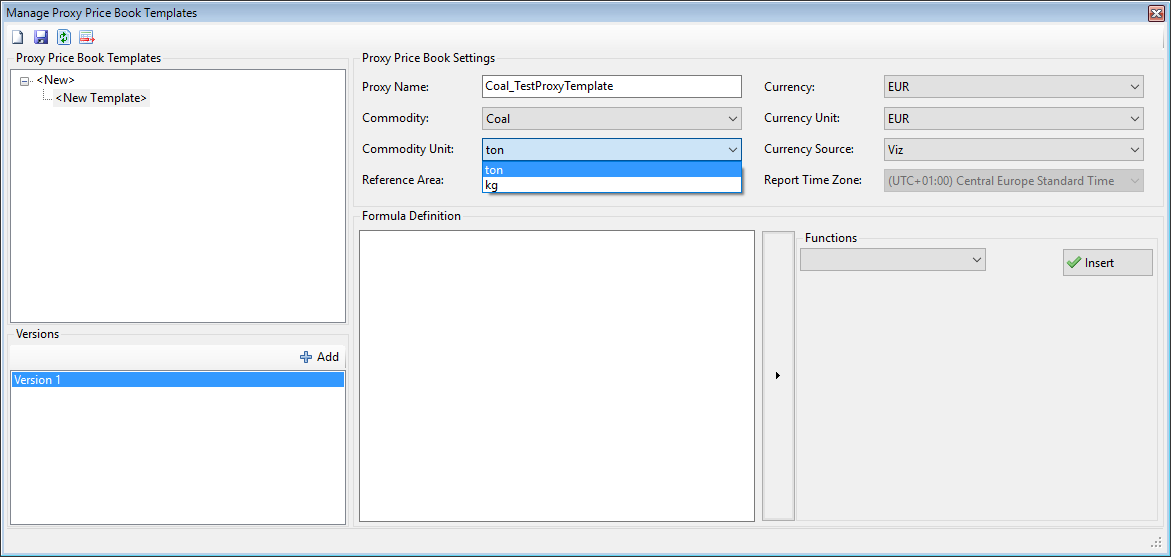 Manage Proxy Price Book Templates
Proxy Price Book Templates
<New>
<New Template>
Versions
Add
Version 1
Proxy Price Book Settings
Proxy Name: Coal_TestProxyTemplate Currency: EUR
Commodity: Coal Currency Unit: EUR
Commodity Unit: ton Currency Source: Viz
ton
kg
Reference Area: Report Time Zone: (UTC+01:00) Central Europe Standard Time
Formula Definition
Functions
Insert